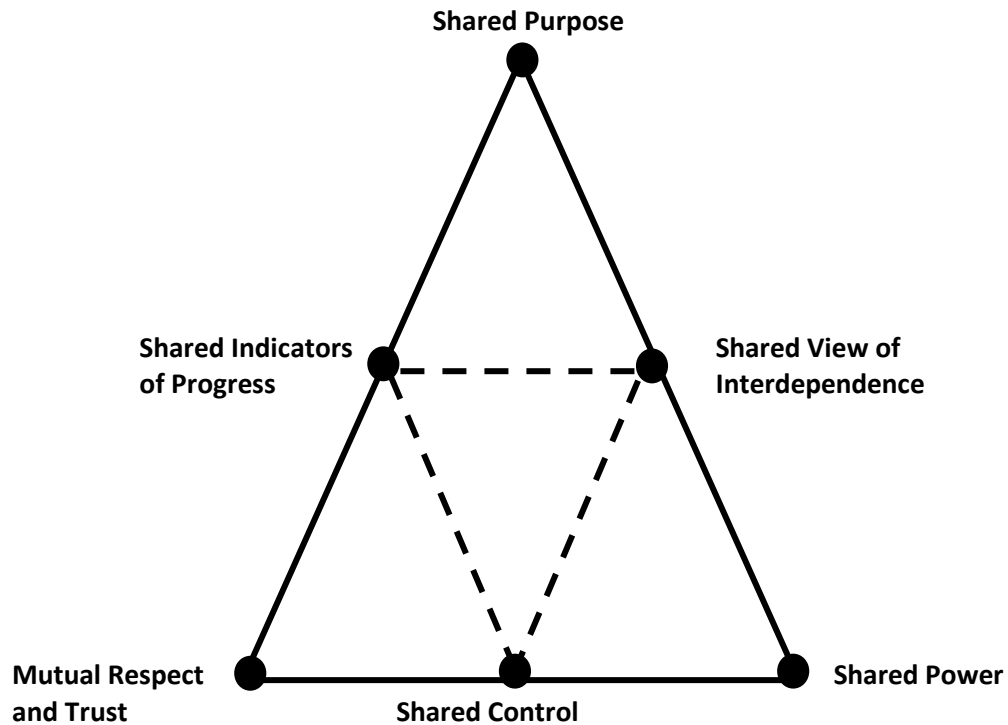 Shared Purpose
Shared Indicators
of Progress
Shared View of
Interdependence
Mutual Respect
and Trust
Shared Control
Shared Power